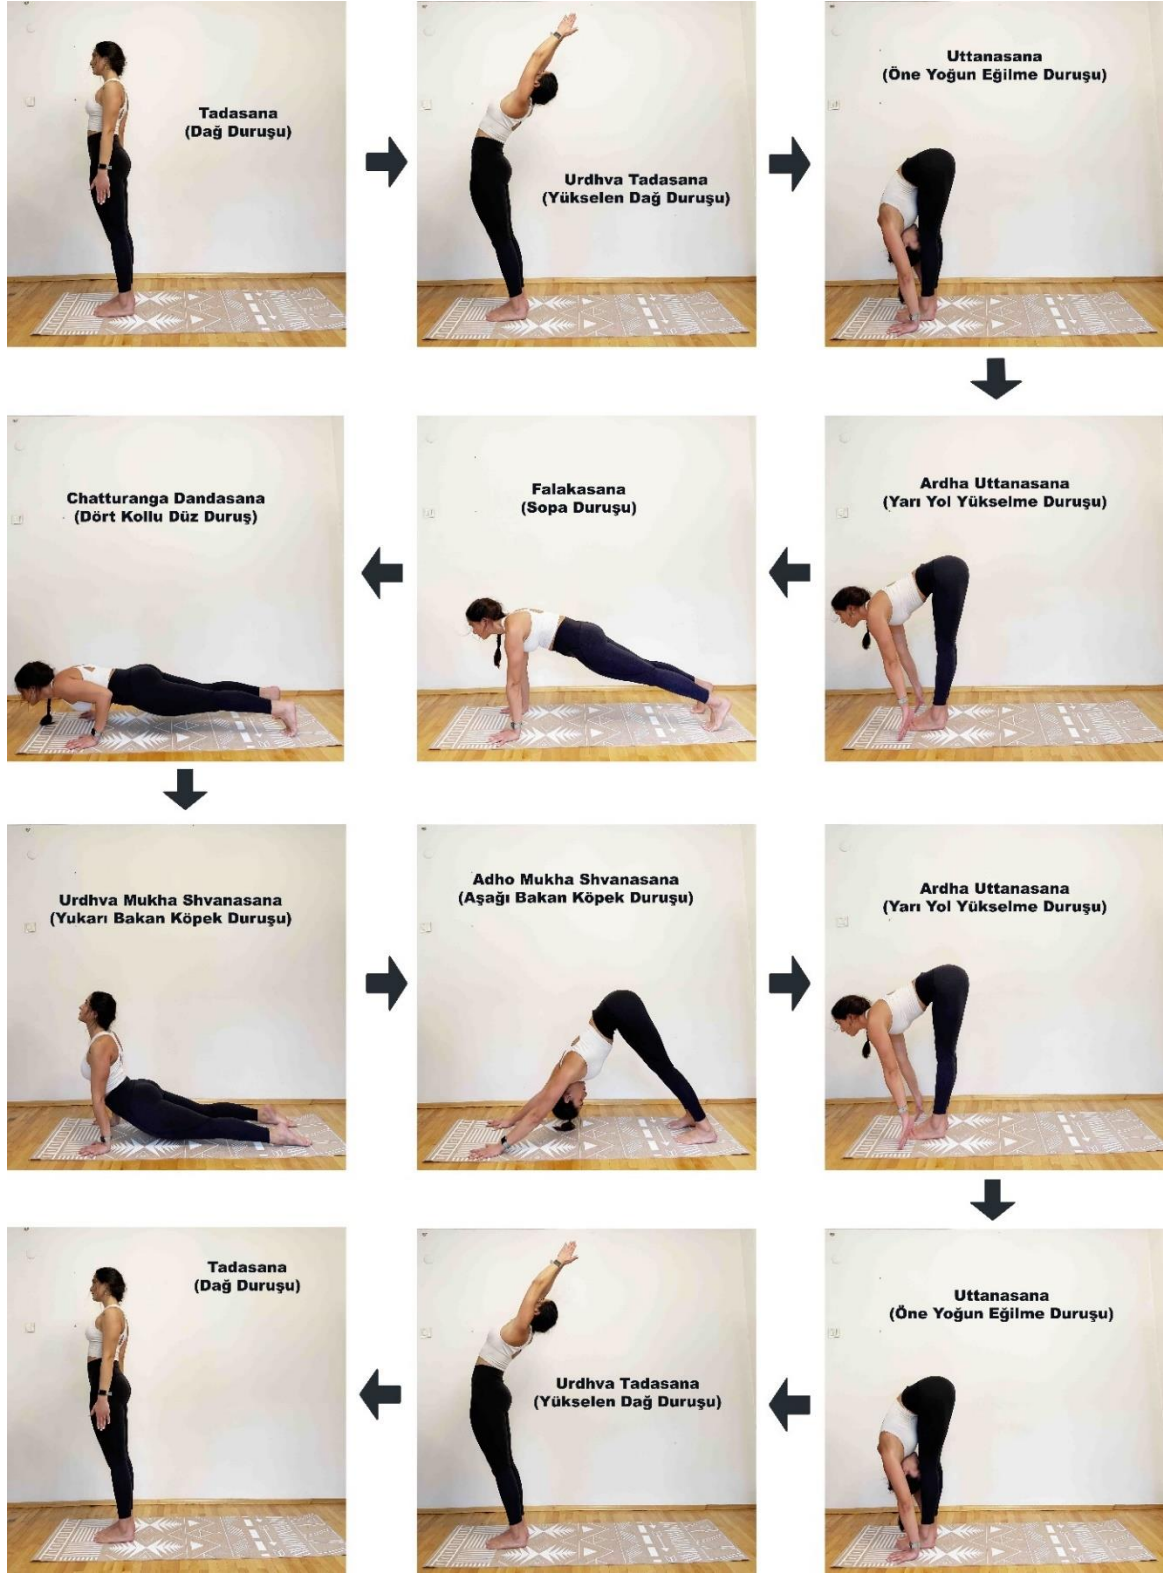 Tadasana
(Dağ Duruşu)
Urdhva Tadasana
(Yükselen Dağ Duruşu)
Uttanasana
(Öne Yoğun Eğilme Duruşu)
Ardha Uttanasana
(Yarı Yol Yükselme Duruşu)
Falakasana
(Sopa Duruşu)
Chatturanga Dandasana
(Dört Kollu Düz Duruş)
Urdhva Mukha Shvanasana
(Yukarı Bakan Köpek Duruşu)
Adho Mukha Shvanasana
(Aşağı Bakan Köpek Duruşu)
Ardha Uttanasana
(Yarı Yol Yükselme Duruşu)
Uttanasana
(Öne Yoğun Eğilme Duruşu)
Urdhva Tadasana
(Yükselen Dağ Duruşu)
Tadasana
(Dağ Duruşu)